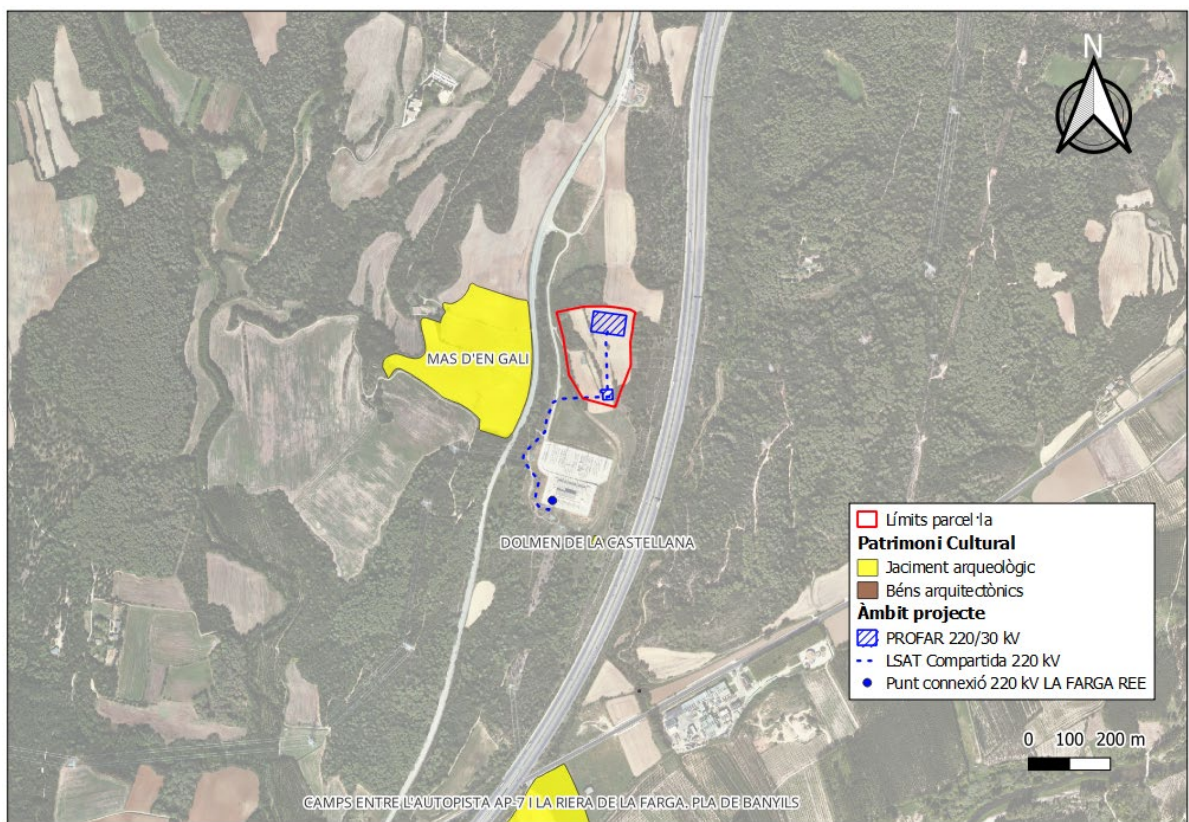 N
MAS D'EN GALI
DOLMEN DE LA CASTELLANA
CAMPS ENTRE L'AUTOPISTA AP-7 I LA RIERA DE LA FARGA. PLA DE BANYILS
Límits parcel·la
Patrimoni Cultural
Jaciment arqueològic
Béns arquitectònics
Àmbit projecte
PROFAR 220/30 kV
LSAT Compartida 220 kV
Punt connexió 220 kV LA FARGA REE
0 100 200 m